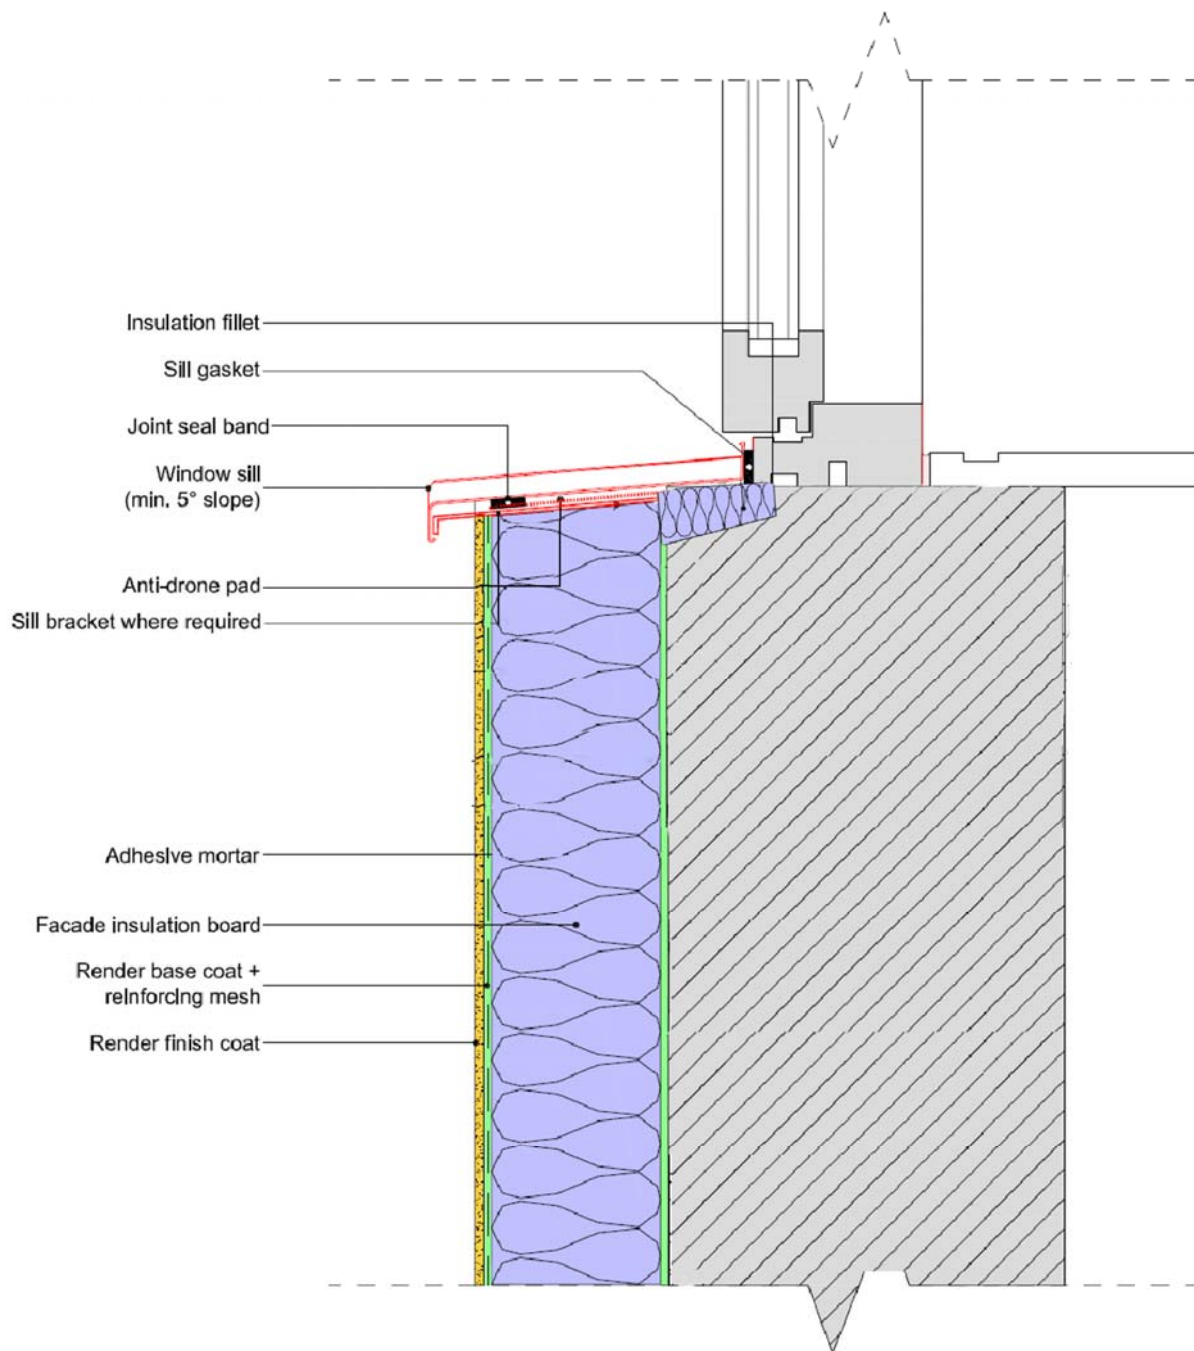 Insulation fillet
Sill gasket
Joint seal band
Window sill
(min. 5° slope)
Anti-drone pad
Sill bracket where required
Adhesive mortar
Facade insulation board
Render base coat +
reinforcing mesh
Render finish coat